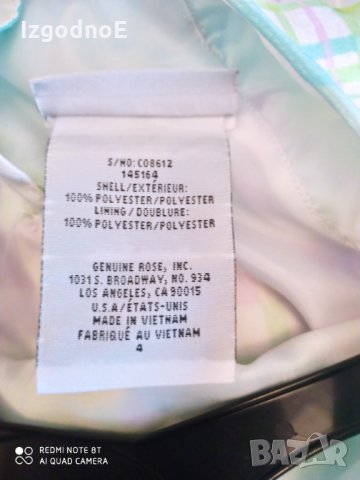 IzgodnoE
S/NO: C08612
145164
SHELL/EXTÉRIEUR:
100% POLYESTER/POLYESTER
LINING/DOUBLURE:
100% POLYESTER/POLYESTER
GENUINE ROSE, INC.
1031 S. BROADWAY, NO. 934
LOS ANGELES, CA 90015
U.S.A/ÉTATS-UNIS
MADE IN VIETNAM
FABRIQUÉ AU VIETNAM
4
REDMI NOTE 8T
AI QUAD CAMERA
BAZAR